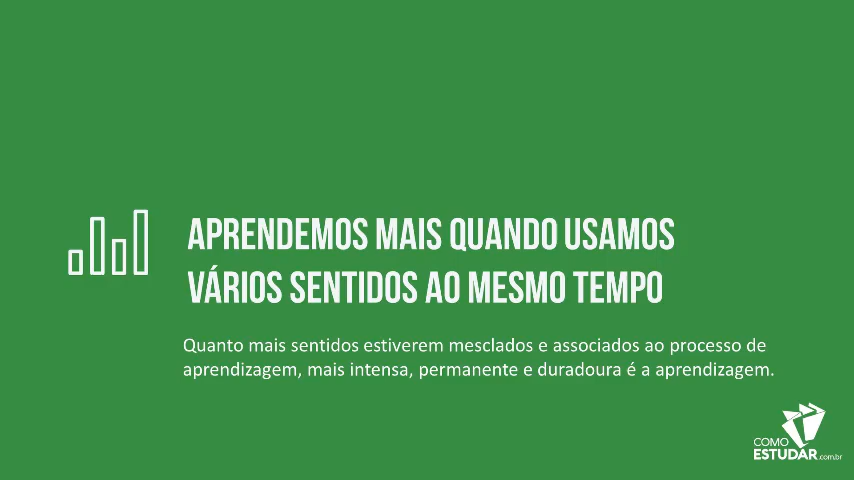 APRENDEMOS MAIS QUANDO USAMOS
VÁRIOS SENTIDOS AO MESMO TEMPO
Quanto mais sentidos estiverem mesclados e associados ao processo de
aprendizagem, mais intensa, permanente e duradoura é a aprendizagem.
COMO
ESTUDAR.com.br